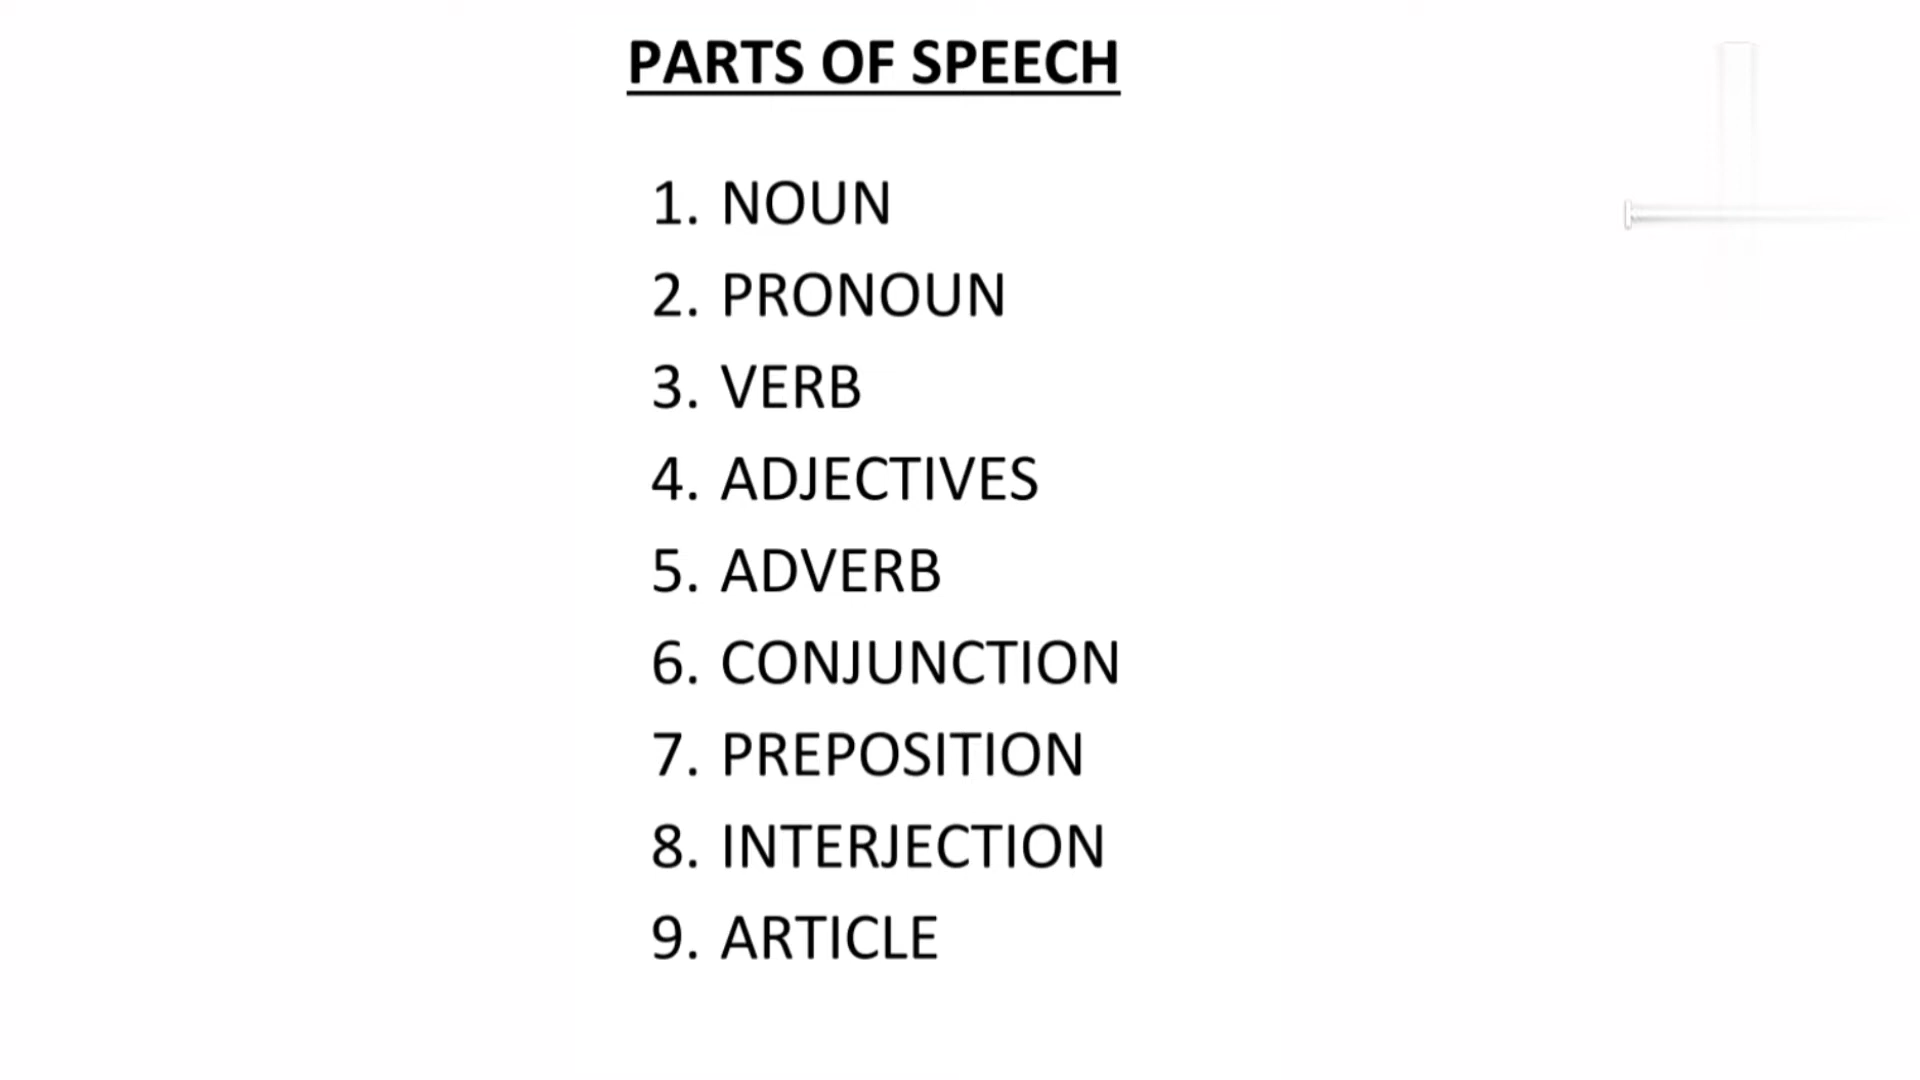 PARTS OF SPEECH
1. NOUN
2. PRONOUN
3. VERB
4. ADJECTIVES
5. ADVERB
6. CONJUNCTION
7. PREPOSITION
8. INTERJECTION
9. ARTICLE